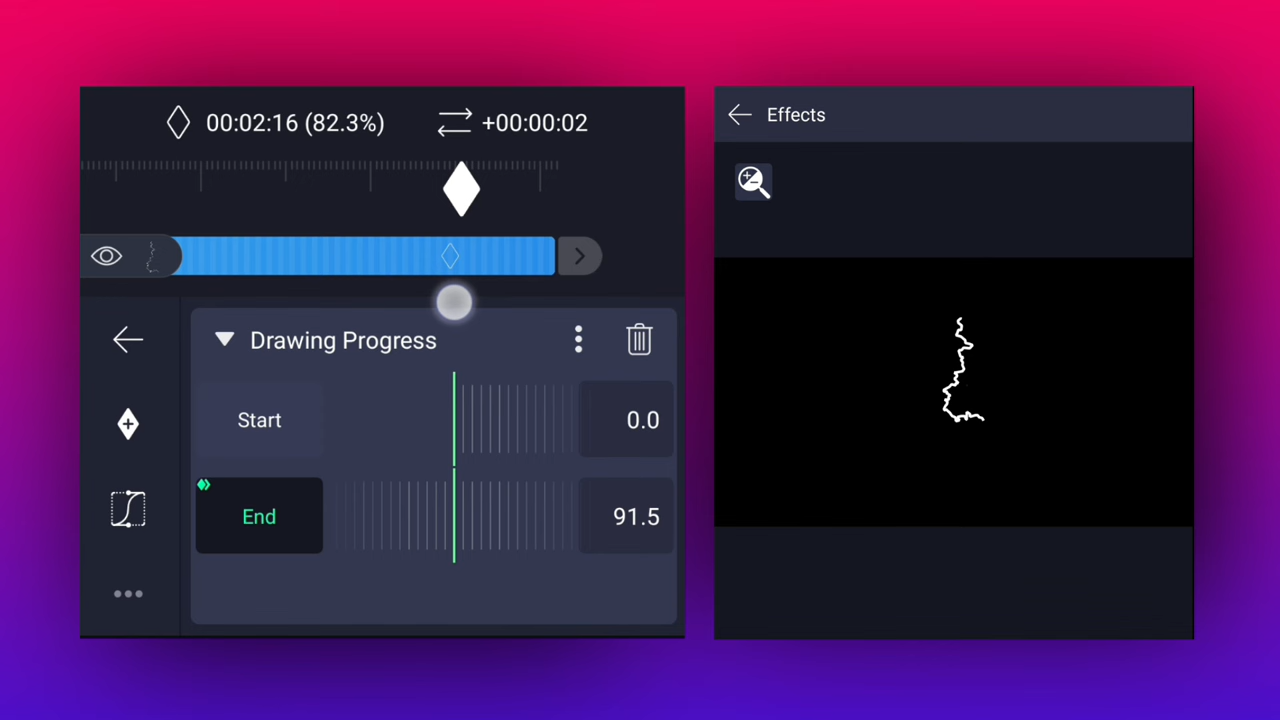 00:02:16 (82.3%)
+00:00:02
Drawing Progress
Start
0.0
End
91.5
Effects